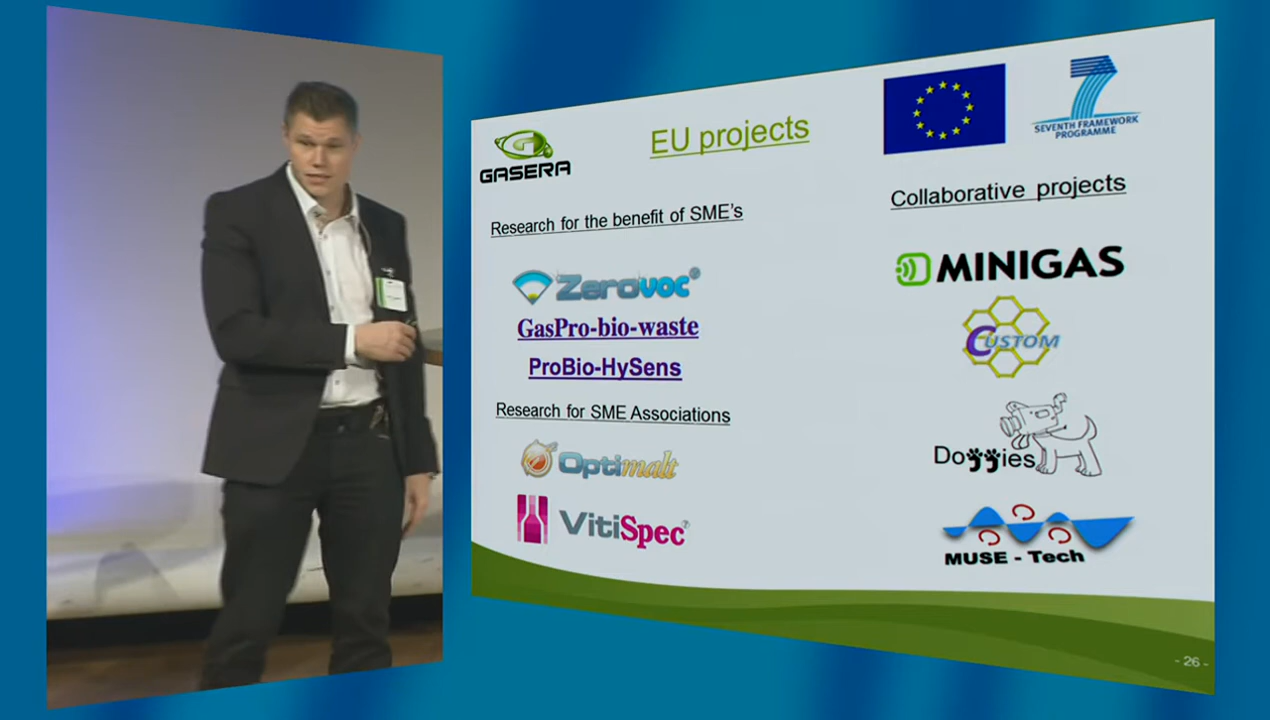 GASERA
EU projects
SEVENTH FRAMEWORK
PROGRAMME
Research for the benefit of SME's
Zerovoc®
GasPro-bio-waste
ProBio-HySens
Research for SME Associations
Optimalt
VitiSpec
Collaborative projects
MINIGAS
CUSTOM
Doggies
MUSE - Tech
- 26 -